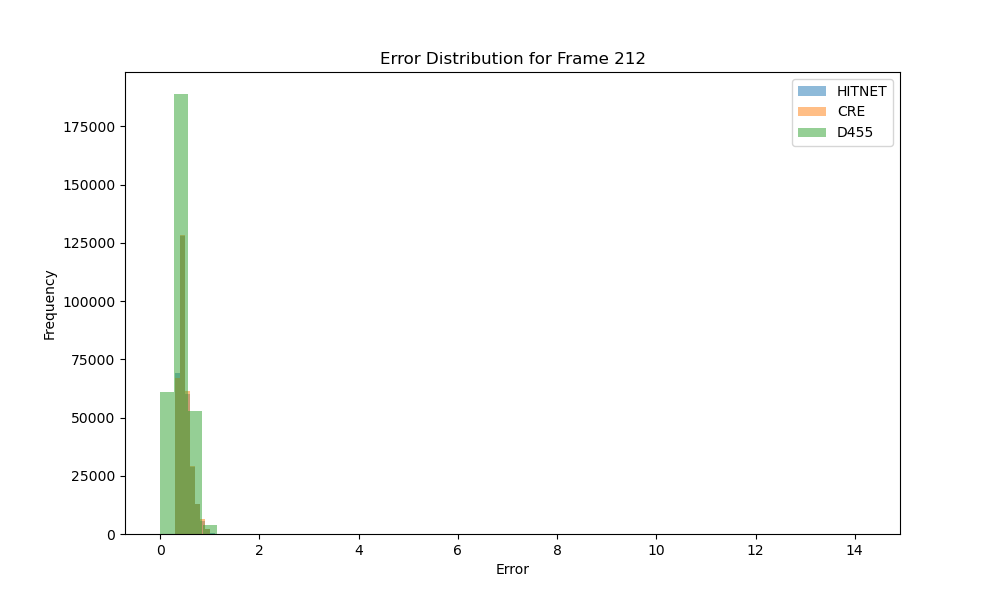 Error Distribution for Frame 212
HITNET
CRE
D455
175000
150000
125000
100000
75000
50000
25000
0
Frequency
0 2 4 6 8 10 12 14
Error